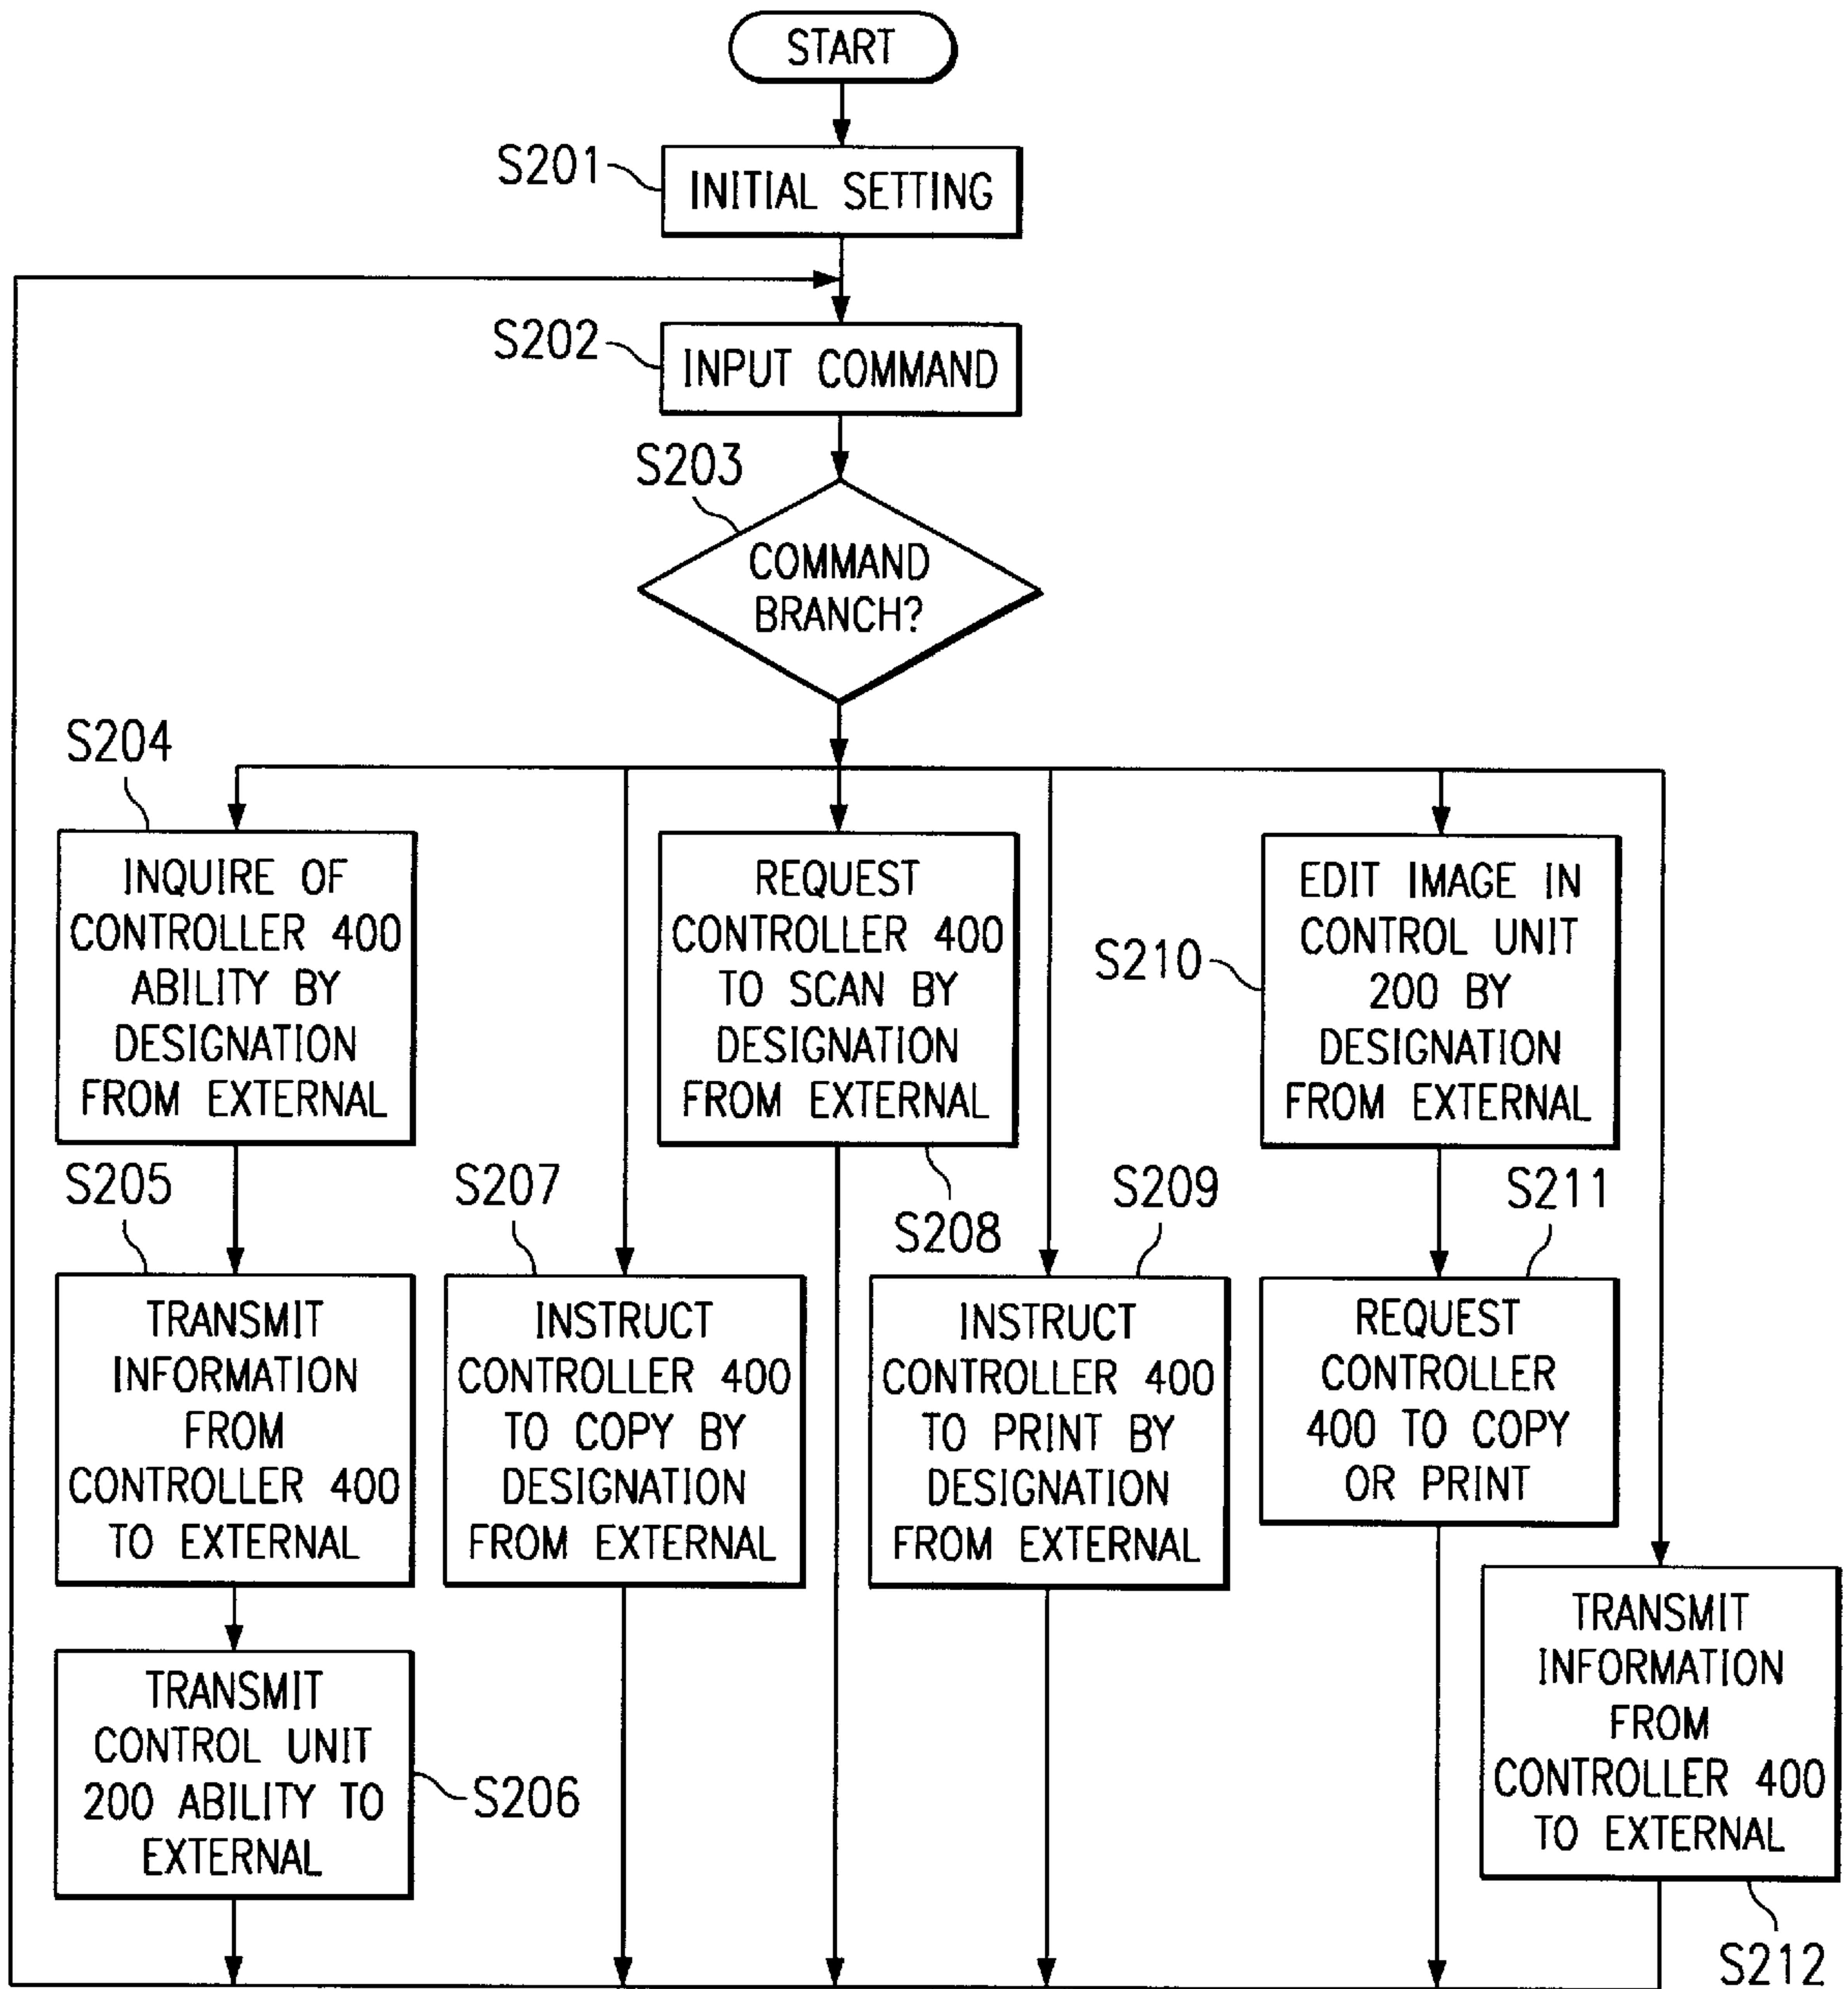 START
S201
INITIAL SETTING
S202
INPUT COMMAND
S203
COMMAND
BRANCH?
S204
INQUIRE OF
CONTROLLER 400
ABILITY BY
DESIGNATION
FROM EXTERNAL
S205
TRANSMIT
INFORMATION
FROM
CONTROLLER 400
TO EXTERNAL
TRANSMIT
CONTROL UNIT
200 ABILITY TO
EXTERNAL
S206
S207
INSTRUCT
CONTROLLER 400
TO COPY BY
DESIGNATION
FROM EXTERNAL
REQUEST
CONTROLLER 400
TO SCAN BY
DESIGNATION
FROM EXTERNAL
S208
S209
INSTRUCT
CONTROLLER 400
TO PRINT BY
DESIGNATION
FROM EXTERNAL
S210
EDIT IMAGE IN
CONTROL UNIT
200 BY
DESIGNATION
FROM EXTERNAL
S211
REQUEST
CONTROLLER
400 TO COPY
OR PRINT
TRANSMIT
INFORMATION
FROM
CONTROLLER 400
TO EXTERNAL
S212